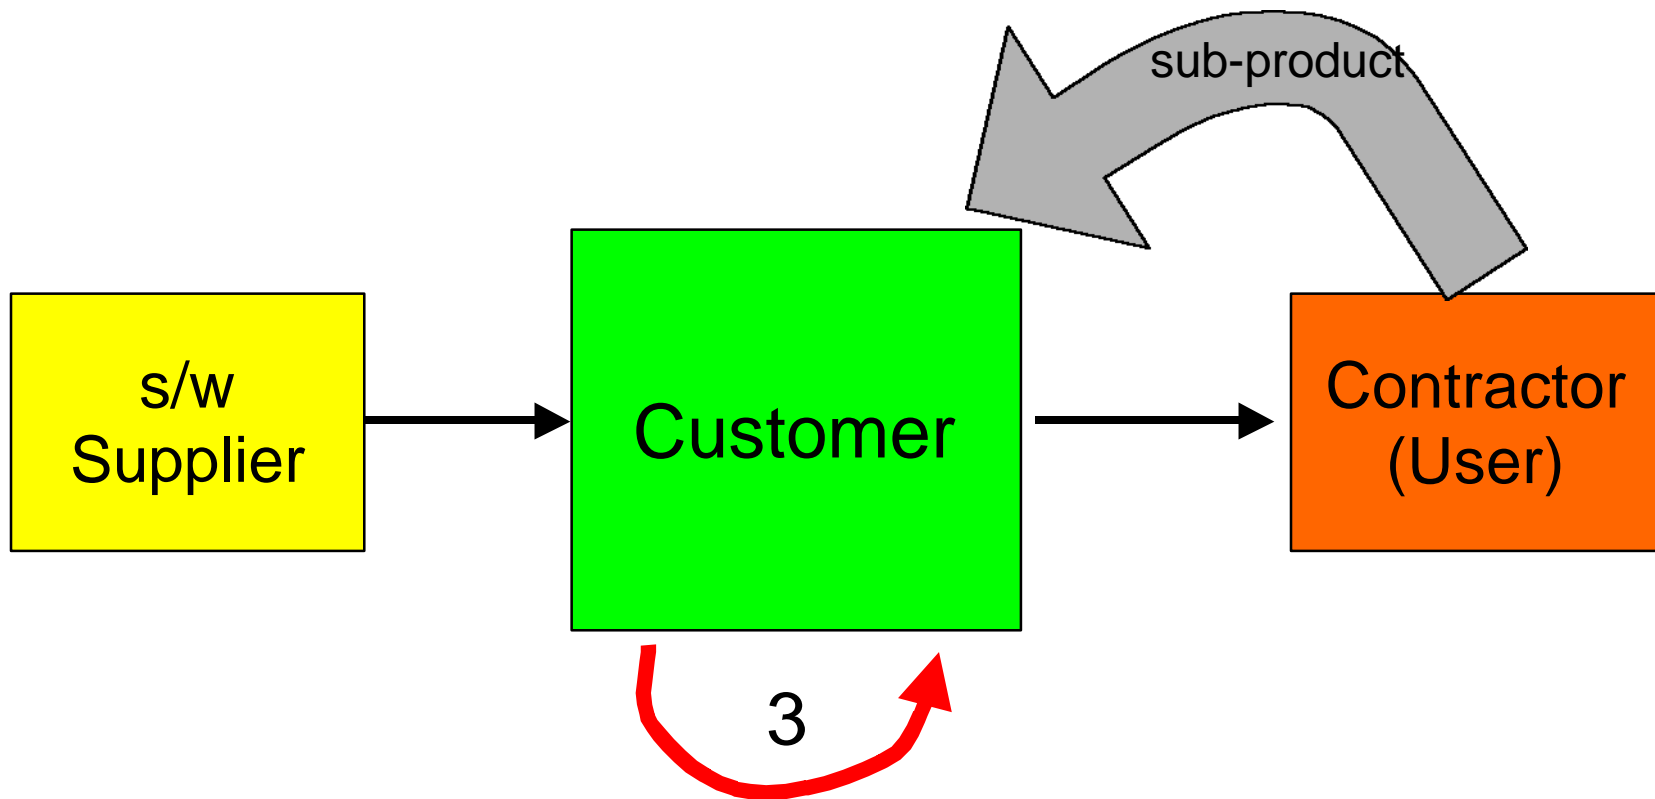 sub-product
s/w
Supplier
Customer
Contractor
(User)
3